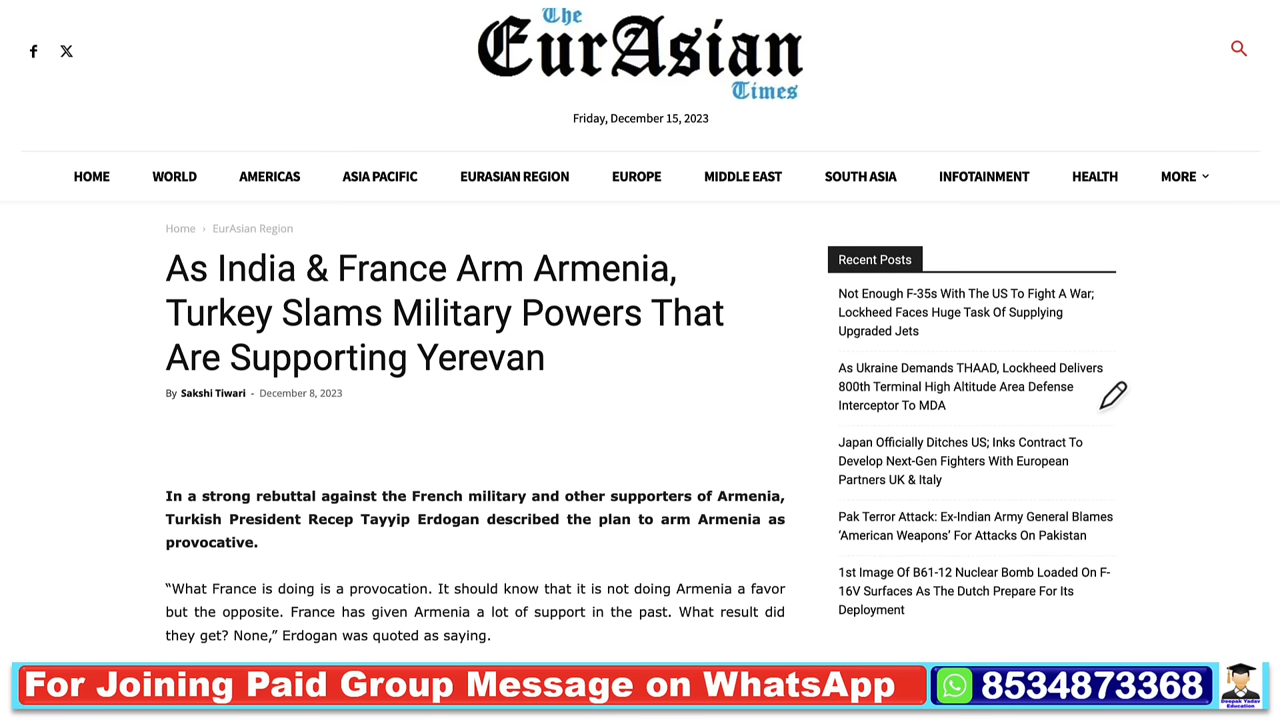 The
EurAsian
Times
Friday, December 15, 2023
HOME WORLD AMERICAS ASIA PACIFIC EURASIAN REGION EUROPE MIDDLE EAST SOUTH ASIA INFOTAINMENT HEALTH MORE
Home › EurAsian Region
As India & France Arm Armenia,
Turkey Slams Military Powers That
Are Supporting Yerevan
By Sakshi Tiwari - December 8, 2023
In a strong rebuttal against the French military and other supporters of Armenia,
Turkish President Recep Tayyip Erdogan described the plan to arm Armenia as
provocative.
“What France is doing is a provocation. It should know that it is not doing Armenia a favor
but the opposite. France has given Armenia a lot of support in the past. What result did
they get? None,” Erdogan was quoted as saying.
Recent Posts
Not Enough F-35s With The US To Fight A War;
Lockheed Faces Huge Task Of Supplying
Upgraded Jets
As Ukraine Demands THAAD, Lockheed Delivers
800th Terminal High Altitude Area Defense
Interceptor To MDA
Japan Officially Ditches US; Inks Contract To
Develop Next-Gen Fighters With European
Partners UK & Italy
Pak Terror Attack: Ex-Indian Army General Blames
‘American Weapons’ For Attacks On Pakistan
1st Image Of B61-12 Nuclear Bomb Loaded On F-
16V Surfaces As The Dutch Prepare For Its
Deployment
For Joining Paid Group Message on WhatsApp 8534873368
Deepak Yadav
Education